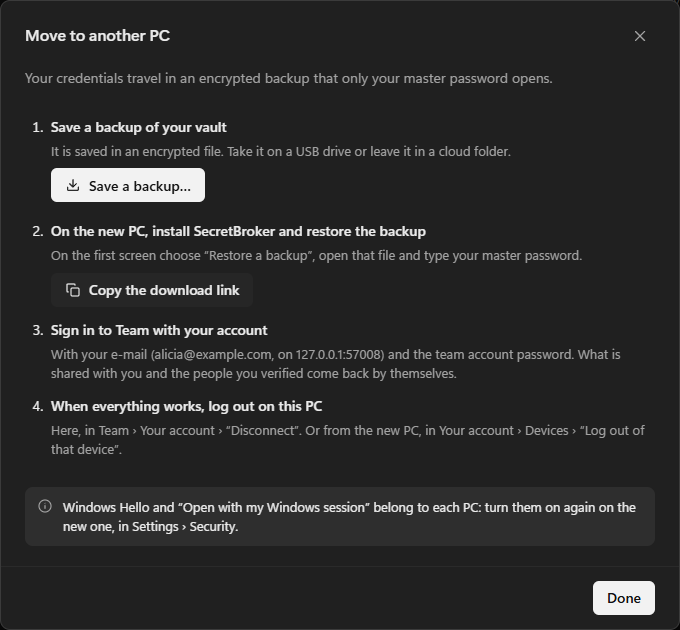 Move to another PC
Your credentials travel in an encrypted backup that only your master password opens.
1. Save a backup of your vault
It is saved in an encrypted file. Take it on a USB drive or leave it in a cloud folder.
Save a backup...
2. On the new PC, install SecretBroker and restore the backup
On the first screen choose “Restore a backup”, open that file and type your master password.
Copy the download link
3. Sign in to Team with your account
With your e-mail (alicia@example.com, on 127.0.0.1:57008) and the team account password. What is
shared with you and the people you verified come back by themselves.
4. When everything works, log out on this PC
Here, in Team › Your account › “Disconnect”. Or from the new PC, in Your account › Devices › “Log out of
that device”.
Windows Hello and “Open with my Windows session” belong to each PC: turn them on again on the
new one, in Settings › Security.
Done